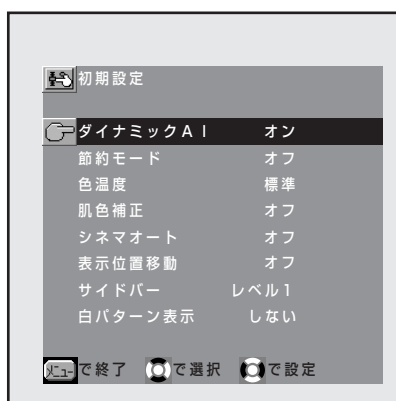 初期設定
ダイナミックAI オン
節約モード オフ
色温度 標準
肌色補正 オフ
シネマオート オフ
表示位置移動 オフ
サイドバー レベル1
白パターン表示 しない
メニューで終了 で選択 で設定